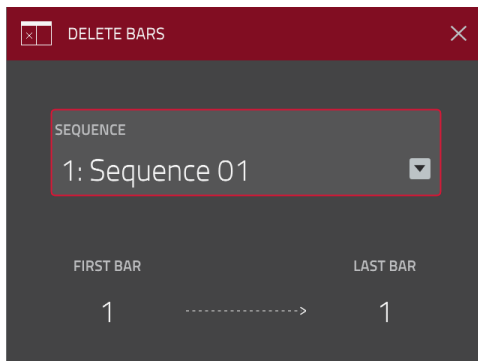 DELETE BARS
SEQUENCE
1: Sequence 01
FIRST BAR LAST BAR
1 1